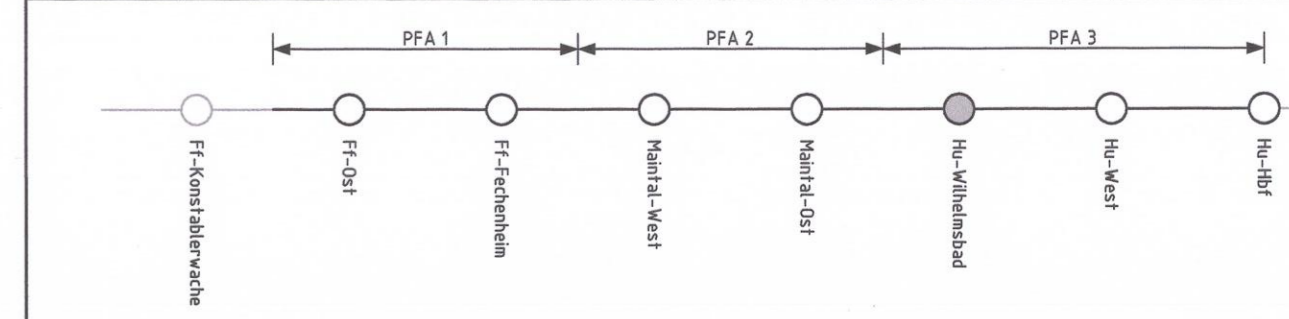 PFA 1
PFA 2
PFA 3
Ff-Konstablerwache
Ff-Ost
Ff-Fechenheim
Maintal-West
Maintal-Ost
Hu-Wilhelmsbad
Hu-West
Hu-Hbf